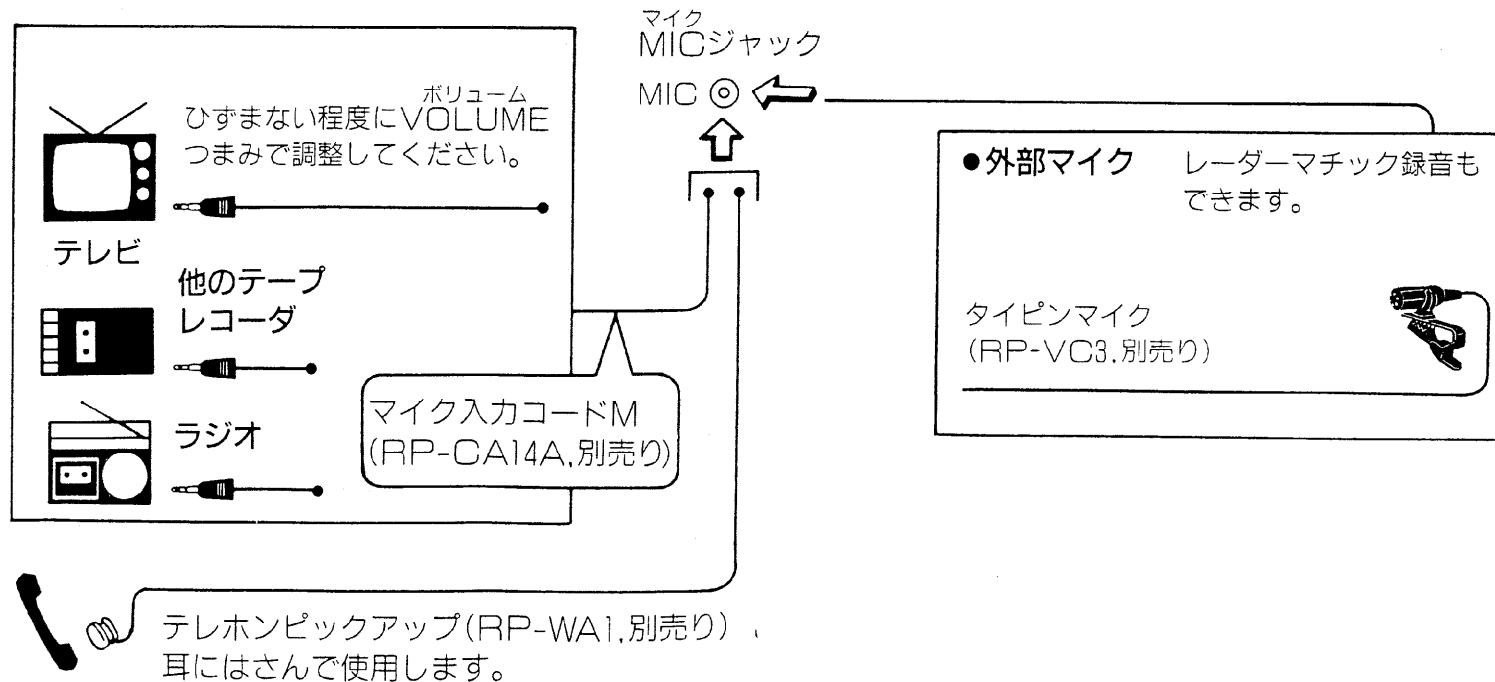 マイク
MICジャック
MIC
ボリューム
ひずまない程度にVOLUME
つまみで調整してください。
テレビ
他のテープ
レコーダ
ラジオ
マイク入力コードM
(RP-CA14A,別売り)
●外部マイク レーダーマチック録音も
できます。
タイピンマイク
(RP-VC3,別売り)
テレホンピックアップ(RP-WA1,別売り)
耳にはさんで使用します。